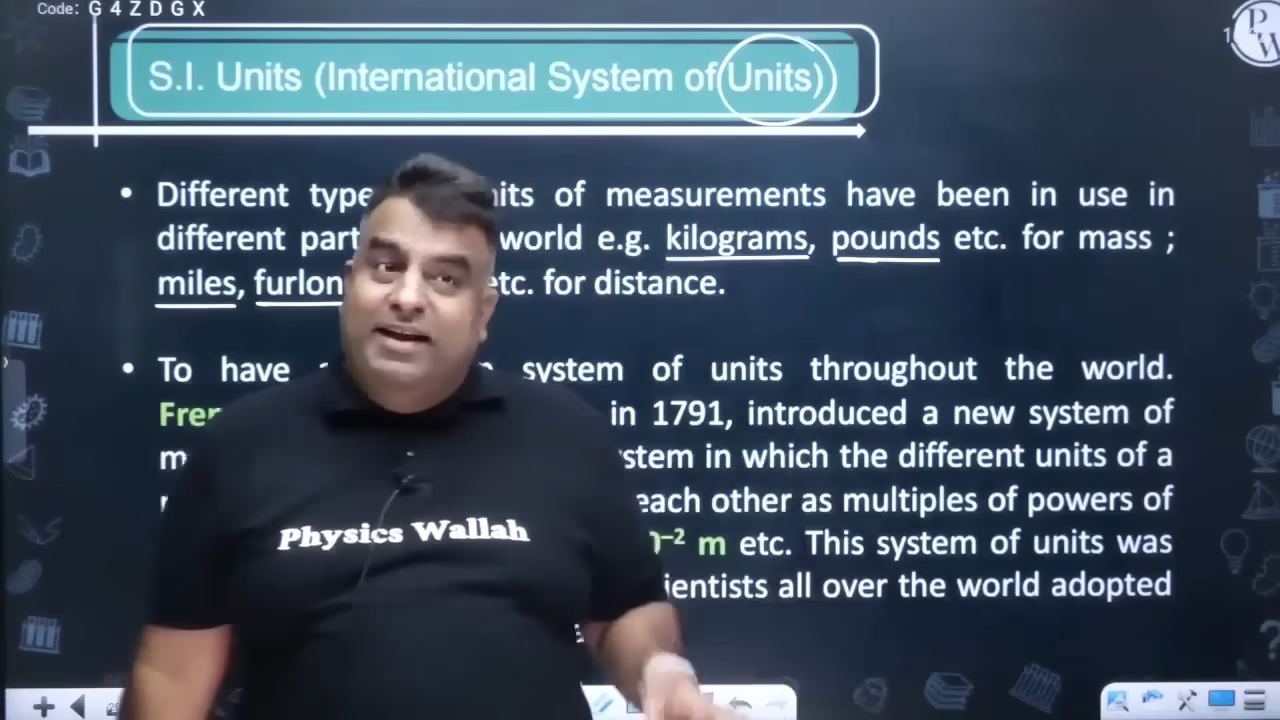 Code: G 4 Z D G X
S.I. Units (International System of Units)
PW
• Different type its of measurements have been in use in
different part world e.g. kilograms, pounds etc. for mass ;
miles, furlon etc. for distance.
• To have system of units throughout the world.
Fren in 1791, introduced a new system of
m stem in which the different units of a
each other as multiples of powers of
⁻² m etc. This system of units was
ientists all over the world adopted
Physics Wallah